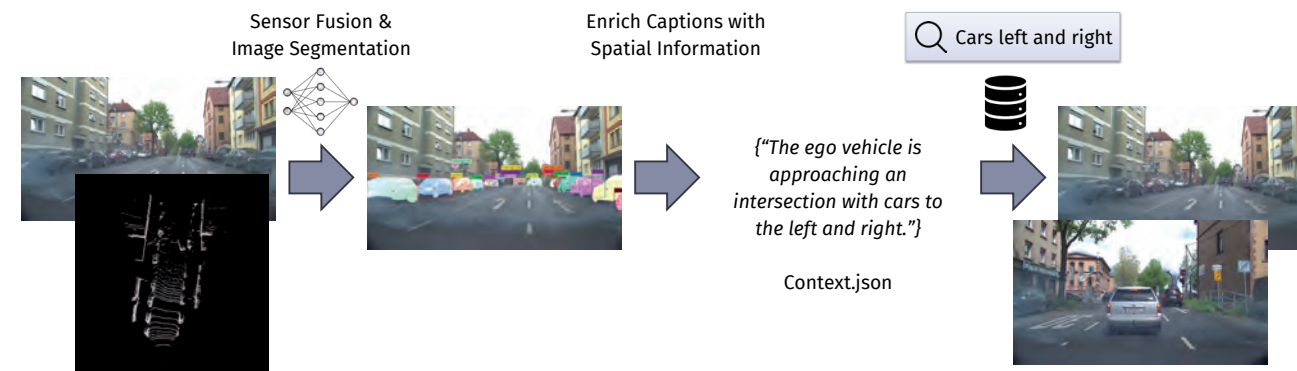 Sensor Fusion &
Image Segmentation
Enrich Captions with
Spatial Information
Cars left and right
{“The ego vehicle is
approaching an
intersection with cars to
the left and right.”}
Context.json